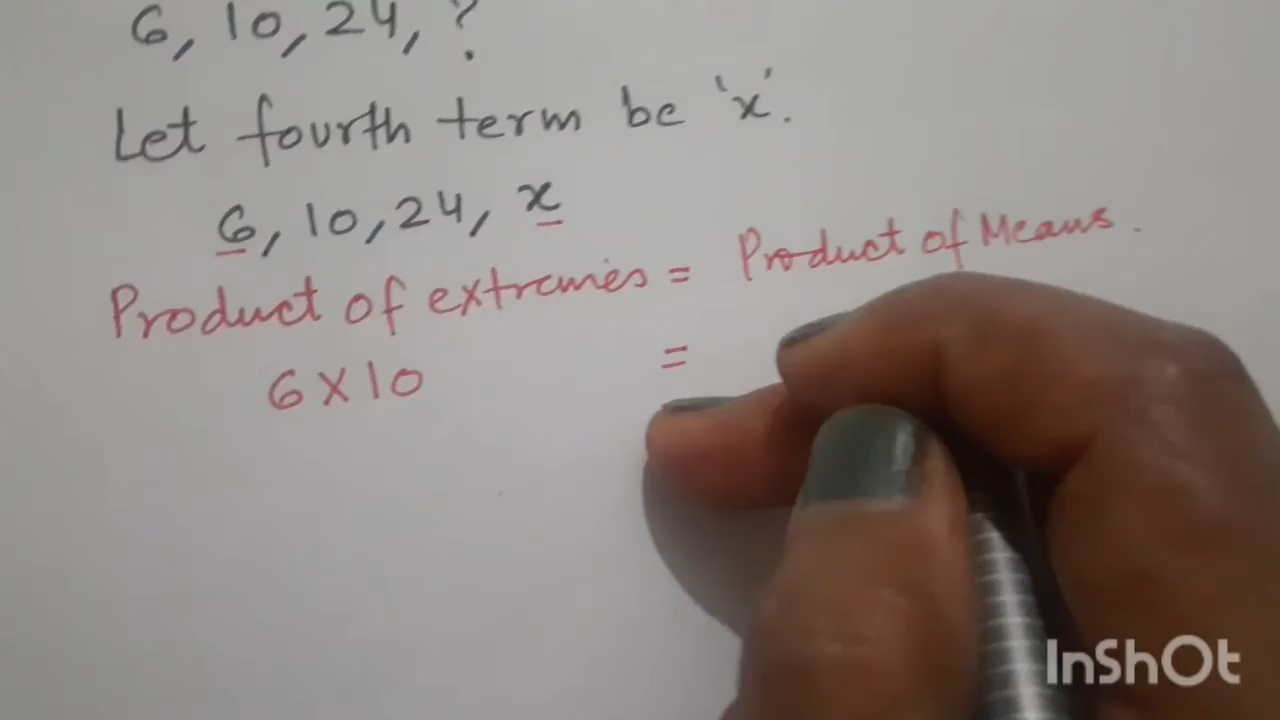 6, 10, 24, ?
Let fourth term be 'x'.
6, 10, 24, x
Product of extremes = Product of Means.
6 X 10 =
InShOt